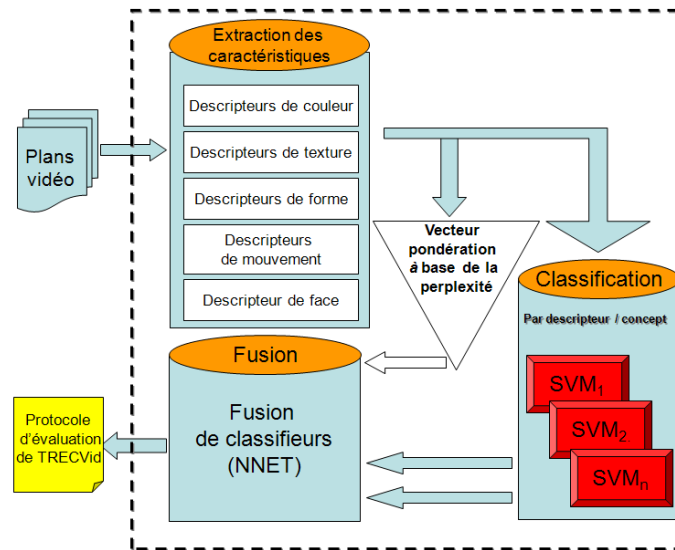 Extraction des
caractéristiques
Descripteurs de couleur
Plans
vidéo
Descripteurs de texture
Descripteurs de forme
Descripteurs
de mouvement
Descripteur de face
Vecteur
pondération
à base de la
perplexité
Classification
Par descripteur / concept
SVM1
SVM2
SVMn
Fusion
Fusion
de classifieurs
(NNET)
Protocole
d'évaluation
de TRECVid